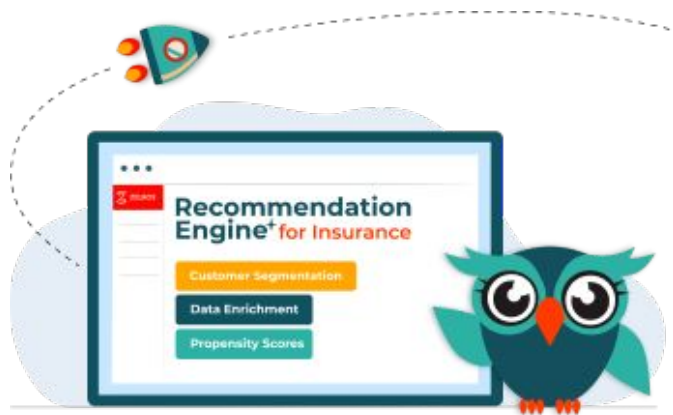 Recommendation
Engine+ for Insurance
Customer Segmentation
Data Enrichment
Propensity Scores